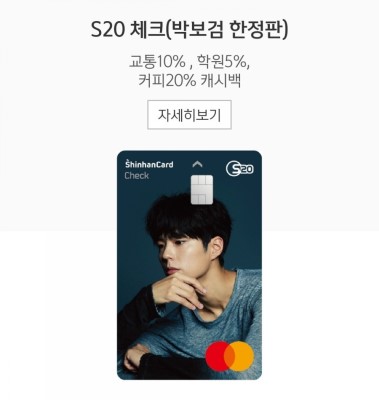 S20 체크(박보검 한정판)
교통10% , 학원5%,
커피20% 캐시백
자세히보기
ShinhanCard
Check
S20